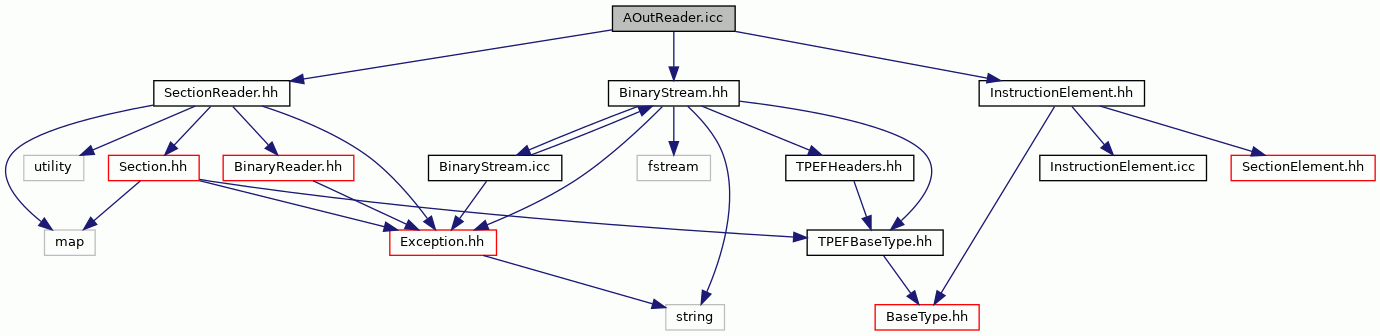 AOutReader.icc
SectionReader.hh
BinaryStream.hh
InstructionElement.hh
utility
Section.hh
BinaryReader.hh
BinaryStream.icc
fstream
TPEFHeaders.hh
InstructionElement.icc
SectionElement.hh
map
Exception.hh
TPEFBaseType.hh
string
BaseType.hh